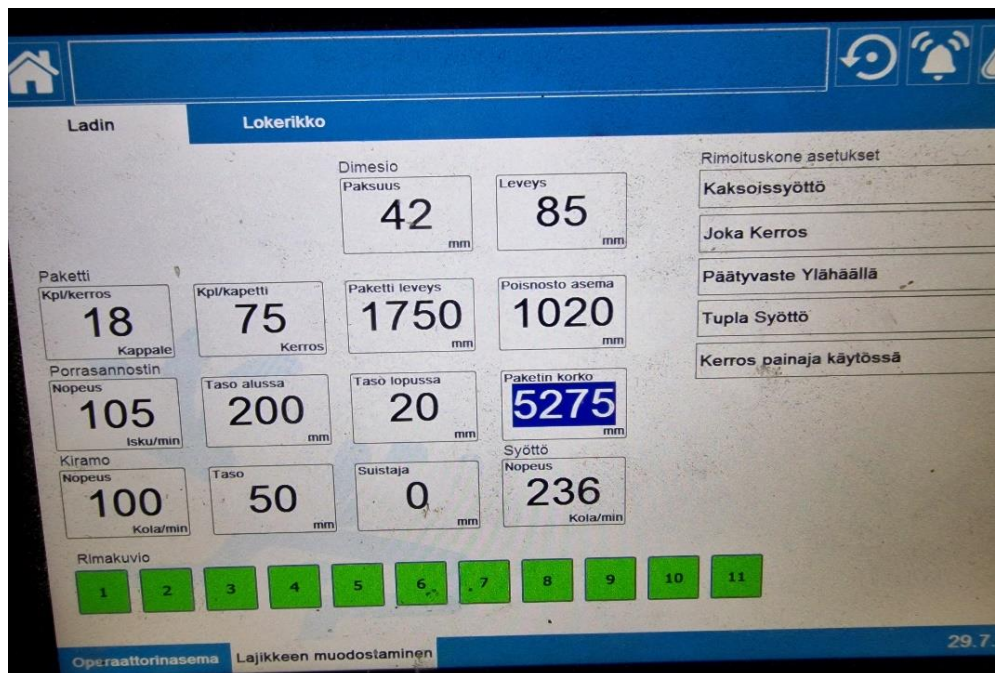 Ladin
Lokerikko
Dimesio
Paksuus
42
mm
Leveys
85
mm
Rimoituskone asetukset
Kaksoissyöttö
Joka Kerros
Päätyvaste Ylähäällä
Tupla Syöttö
Kerros painaja käytössä
Paketti
Kpl/kerros
18
Kappale
Kpl/kapetti
75
Kerros
Paketti leveys
1750
mm
Poisnosto asema
1020
mm
Porrasannostin
Nopeus
105
Isku/min
Taso alussa
200
mm
Taso lopussa
20
mm
Paketin korko
5275
mm
Kiramo
Nopeus
100
Kola/min
Taso
50
mm
Suistaja
0
mm
Syöttö
Nopeus
236
Kola/min
Rimakuvio
1 2 3 4 5 6 7 8 9 10 11
Operaattorinasema
Lajikkeen muodostaminen
29.7.